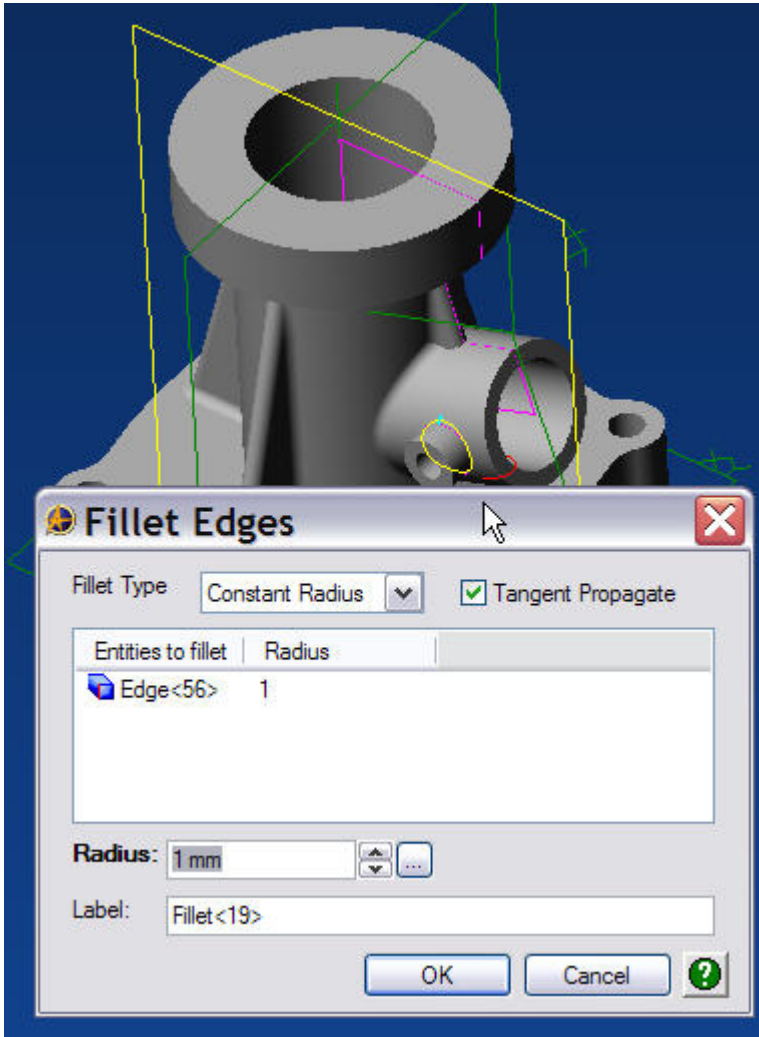 Fillet Edges
Fillet Type Constant Radius Tangent Propagate
Entities to fillet Radius
Edge<56> 1
Radius: 1 mm ...
Label: Fillet<19>
OK Cancel ?